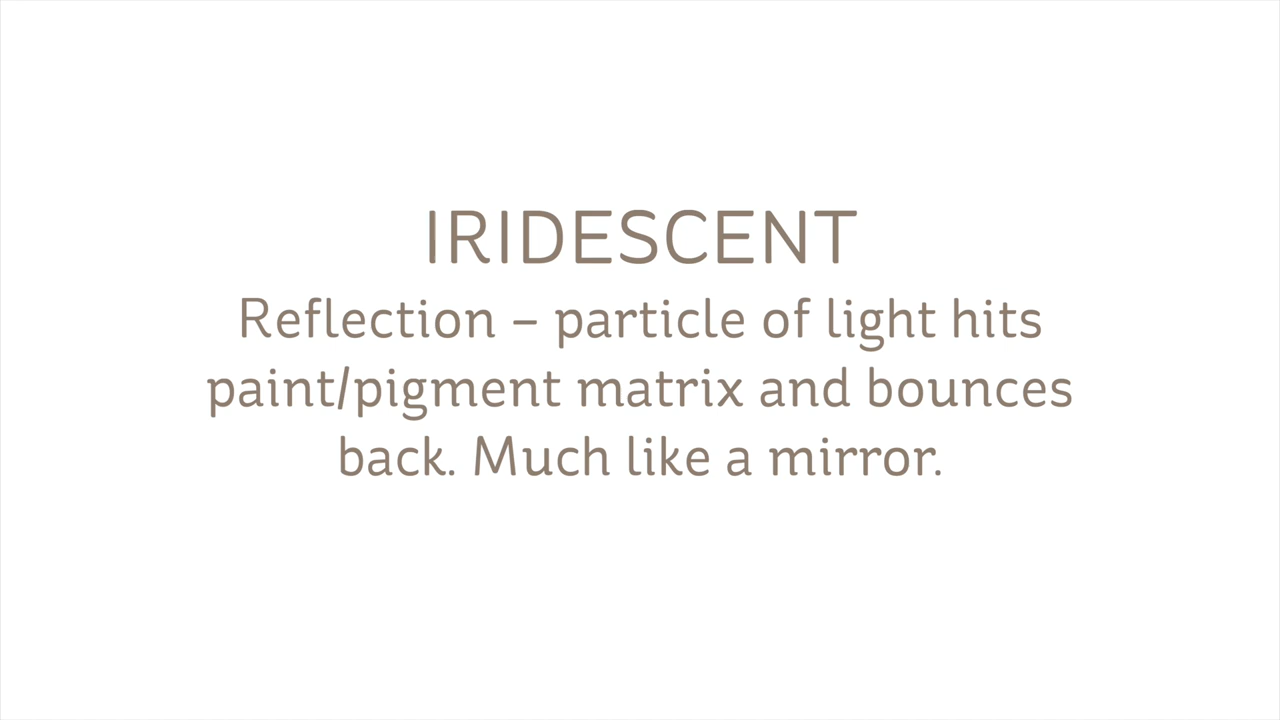 IRIDESCENT
Reflection – particle of light hits
paint/pigment matrix and bounces
back. Much like a mirror.